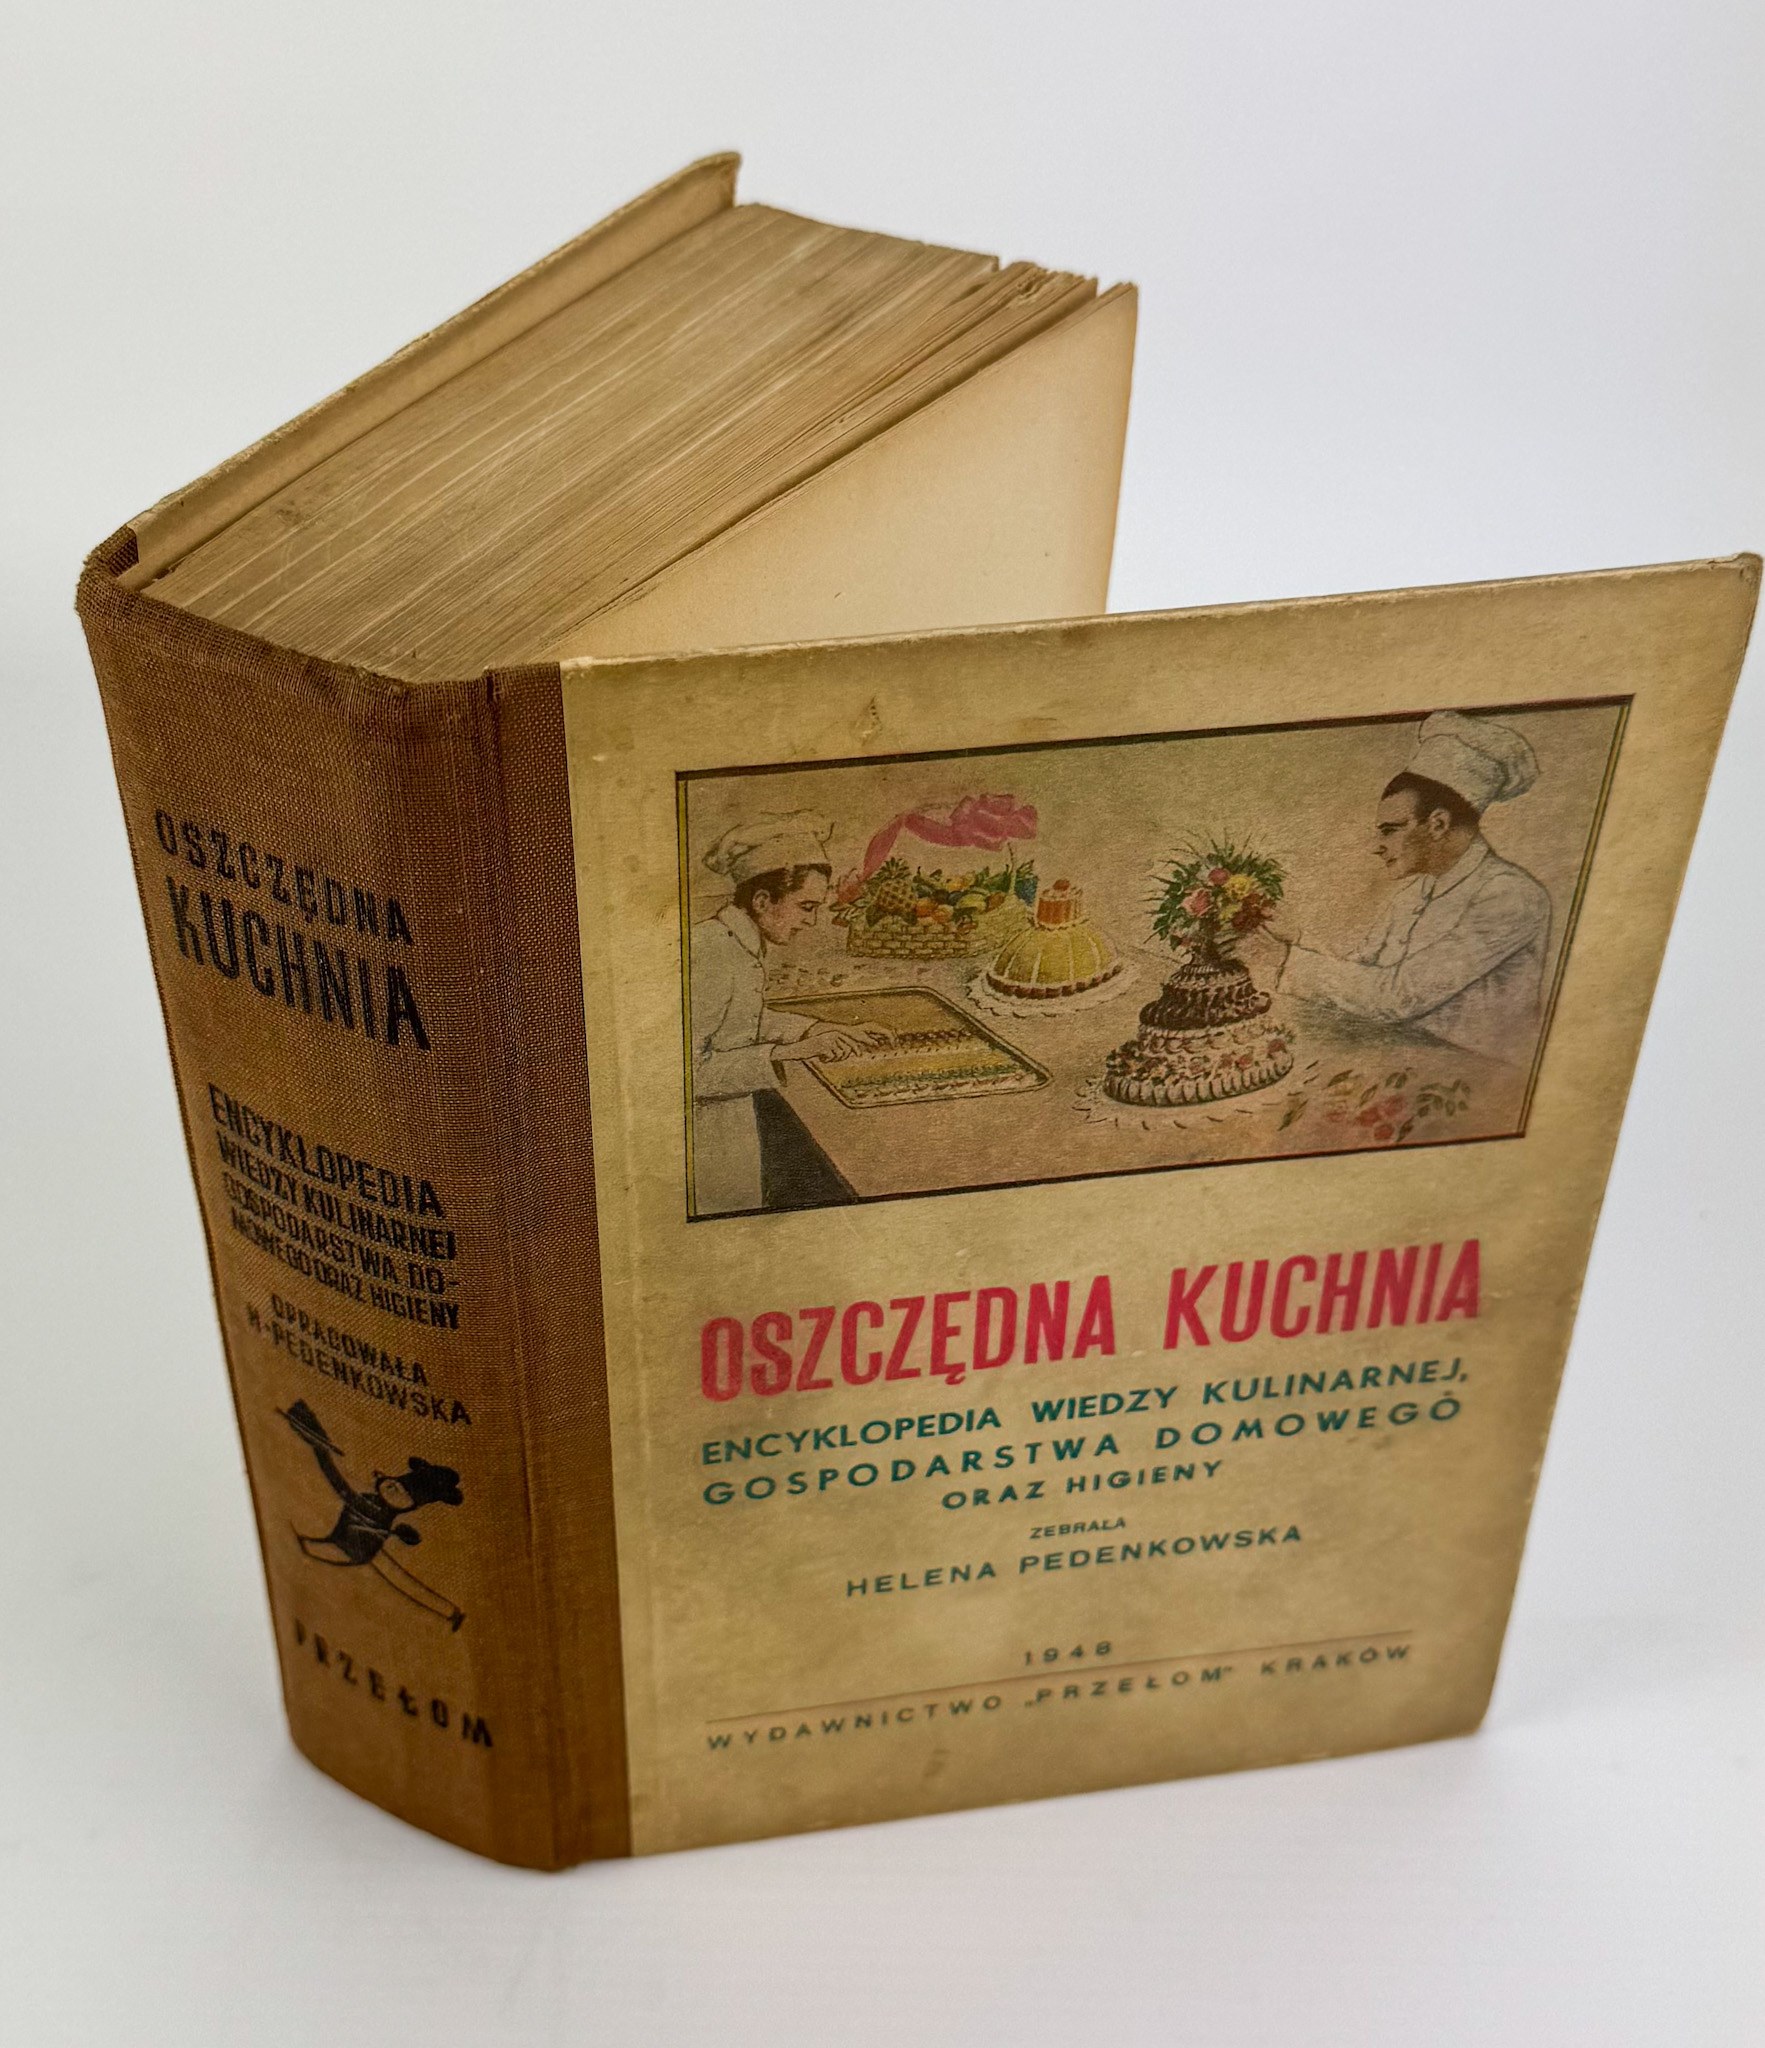 OSZCZĘDNA
KUCHNIA
ENCYKLOPEDIA
WIEDZY KULINARNEJ
GOSPODARSTWA DO-
MOWEGO ORAZ HIGIENY
OPRACOWAŁA
H. PEDENKOWSKA
PRZEŁOM
OSZCZĘDNA KUCHNIA
ENCYKLOPEDIA WIEDZY KULINARNEJ,
GOSPODARSTWA DOMOWEGO
ORAZ HIGIENY
ZEBRAŁA
HELENA PEDENKOWSKA
1948
WYDAWNICTWO „PRZEŁOM" KRAKÓW